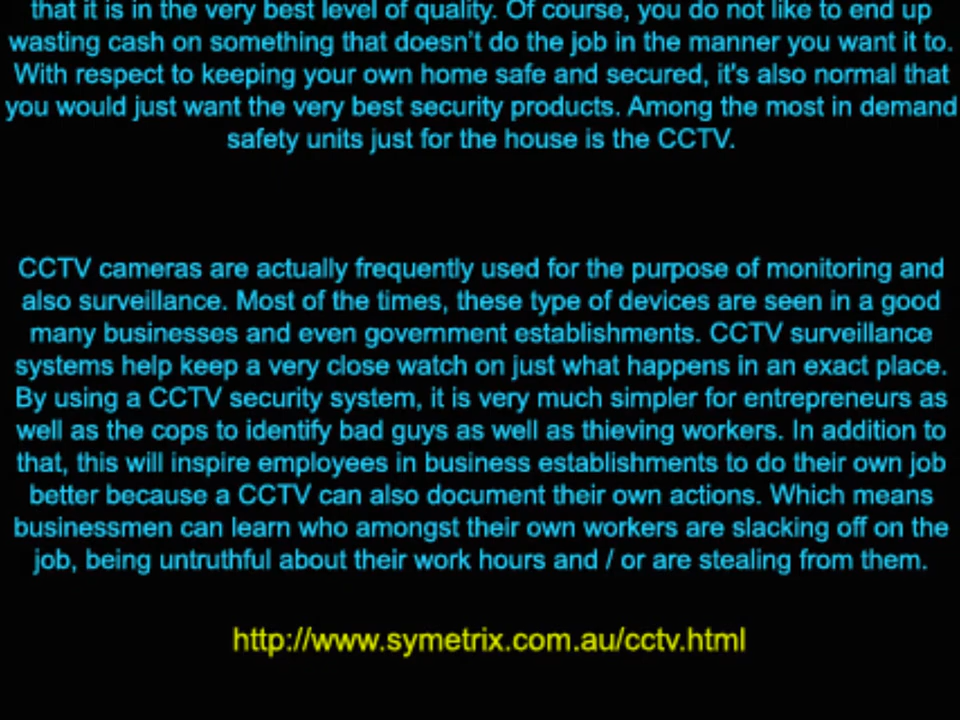 that it is in the very best level of quality. Of course, you do not like to end up
wasting cash on something that doesn't do the job in the manner you want it to.
With respect to keeping your own home safe and secured, it's also normal that
you would just want the very best security products. Among the most in demand
safety units just for the house is the CCTV.
CCTV cameras are actually frequently used for the purpose of monitoring and
also surveillance. Most of the times, these type of devices are seen in a good
many businesses and even government establishments. CCTV surveillance
systems help keep a very close watch on just what happens in an exact place.
By using a CCTV security system, it is very much simpler for entrepreneurs as
well as the cops to identify bad guys as well as thieving workers. In addition to
that, this will inspire employees in business establishments to do their own job
better because a CCTV can also document their own actions. Which means
businessmen can learn who amongst their own workers are slacking off on the
job, being untruthful about their work hours and / or are stealing from them.
http://www.symetrix.com.au/cctv.html